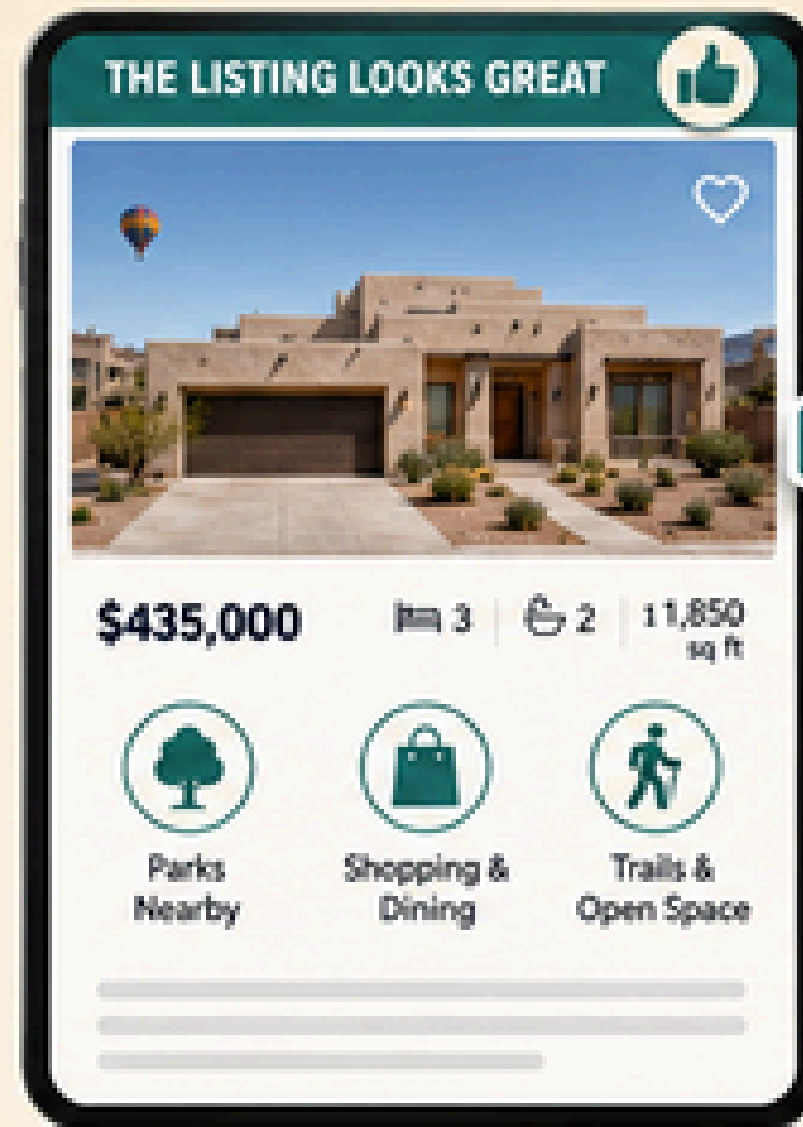 THE LISTING LOOKS GREAT
$435,000
3
2
1,850
sq ft
Parks
Nearby
Shopping &
Dining
Trails &
Open Space